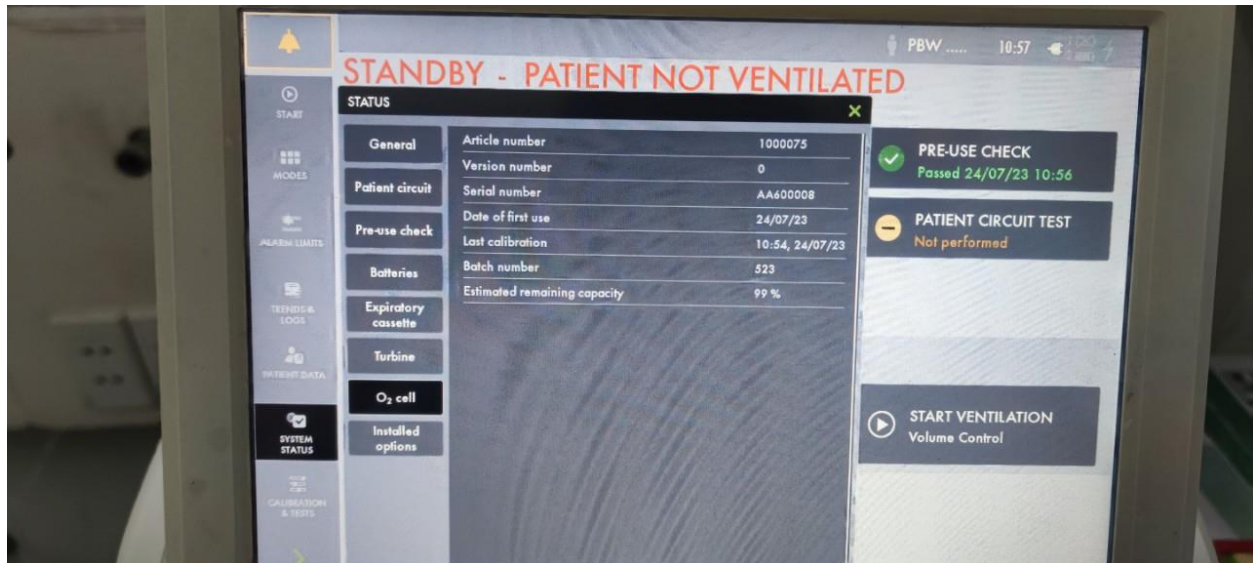 PBW .....
10:57
STANDBY - PATIENT NOT VENTILATED
START
MODES
ALARM LIMITS
TRENDS &
LOGS
PATIENT DATA
SYSTEM
STATUS
CALIBRATION
& TESTS
STATUS
General
Patient circuit
Pre-use check
Batteries
Expiratory
cassette
Turbine
O₂ cell
Installed
options
Article number 1000075
Version number 0
Serial number AA600008
Date of first use 24/07/23
Last calibration 10:54, 24/07/23
Batch number 523
Estimated remaining capacity 99 %
PRE-USE CHECK
Passed 24/07/23 10:56
PATIENT CIRCUIT TEST
Not performed
START VENTILATION
Volume Control